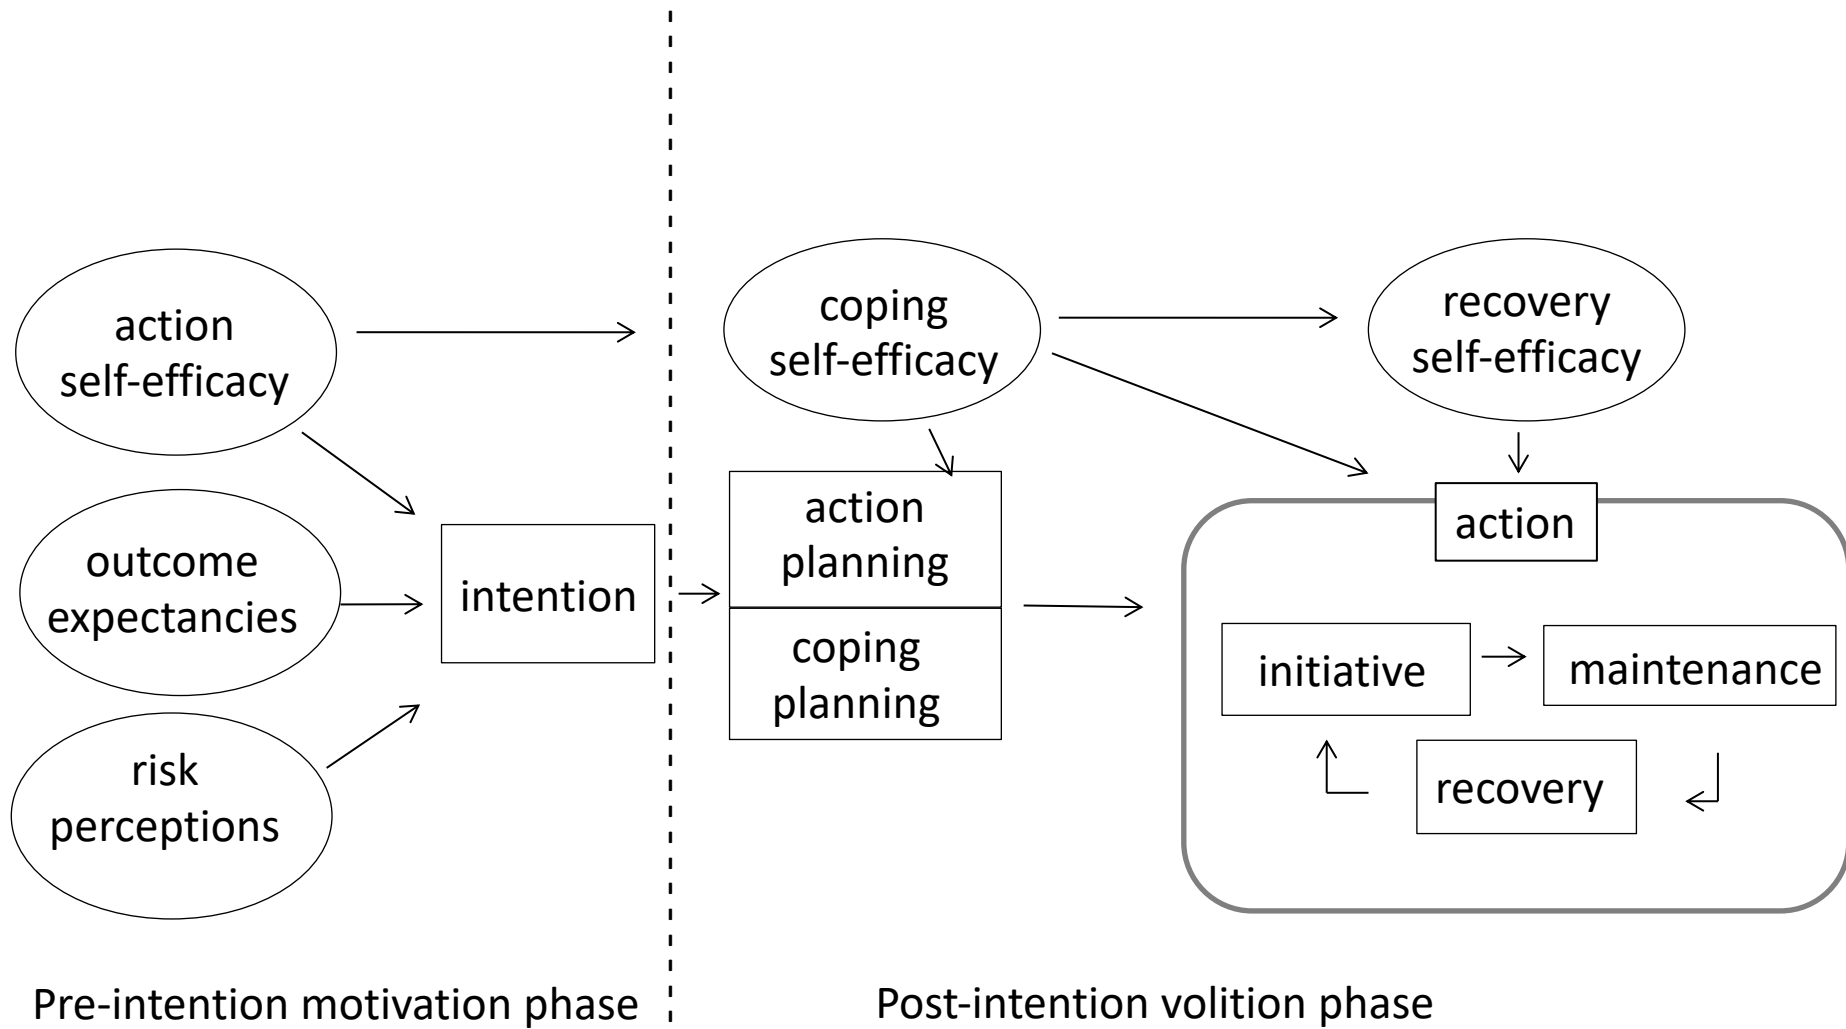 action
self-efficacy
outcome
expectancies
risk
perceptions
intention
coping
self-efficacy
action
planning
coping
planning
recovery
self-efficacy
action
initiative
maintenance
recovery
Pre-intention motivation phase
Post-intention volition phase